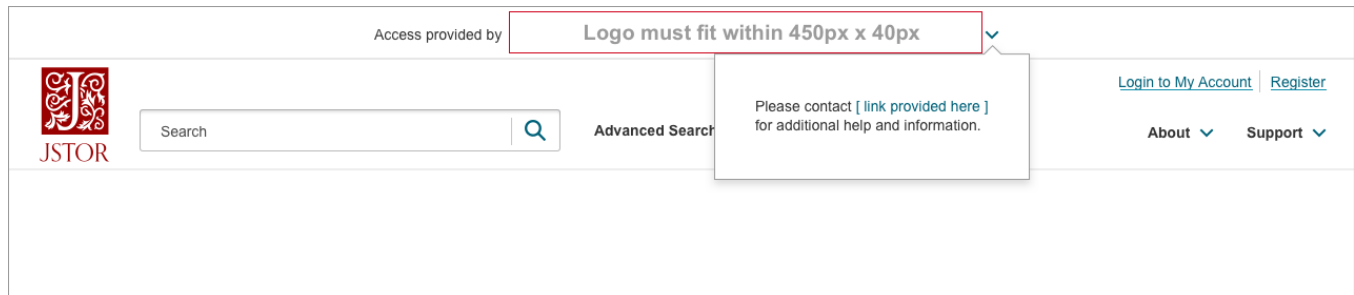 Access provided by Logo must fit within 450px x 40px
Login to My Account Register
Please contact [ link provided here ]
for additional help and information.
Search Advanced Search About Support
JSTOR